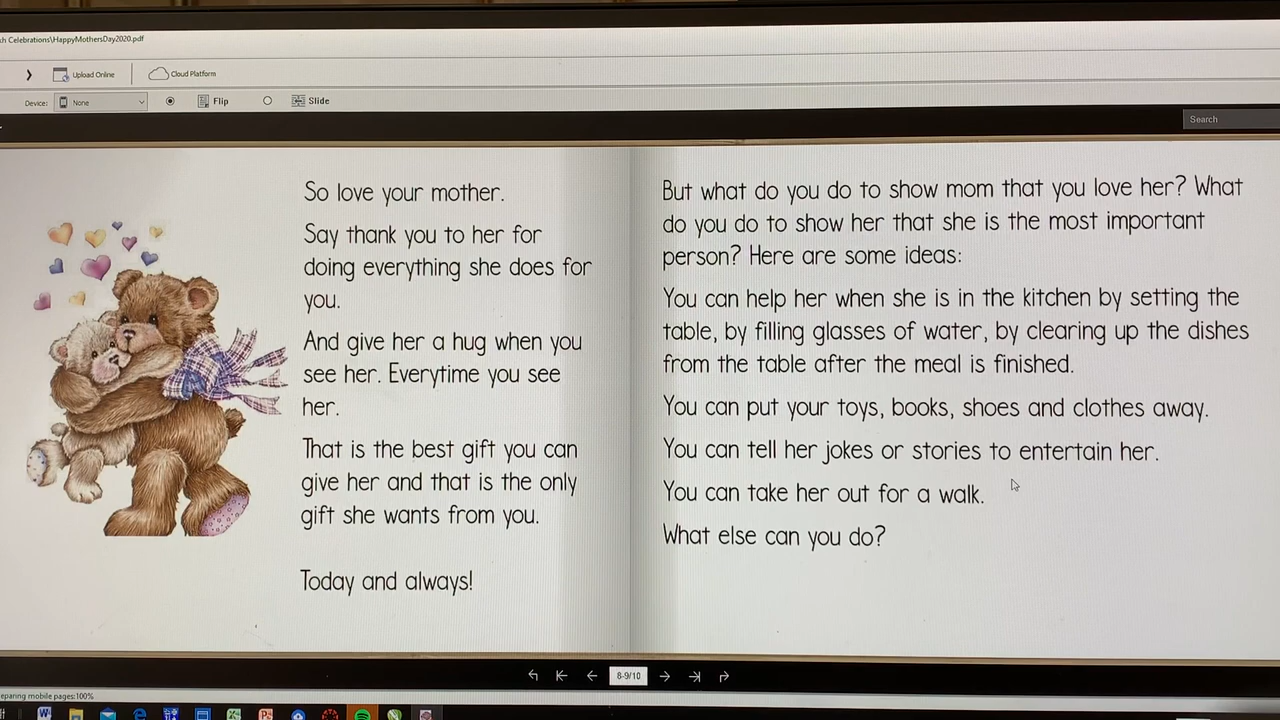 sh Celebrations\HappyMothersDay2020.pdf
Upload Online
Cloud Platform
Device:
None
Flip
Slide
Search
So love your mother.
Say thank you to her for
doing everything she does for
you.
And give her a hug when you
see her. Everytime you see
her.
That is the best gift you can
give her and that is the only
gift she wants from you.
Today and always!
But what do you do to show mom that you love her? What
do you do to show her that she is the most important
person? Here are some ideas:
You can help her when she is in the kitchen by setting the
table, by filling glasses of water, by clearing up the dishes
from the table after the meal is finished.
You can put your toys, books, shoes and clothes away.
You can tell her jokes or stories to entertain her.
You can take her out for a walk.
What else can you do?
8-9/10
eparing mobile pages:100%